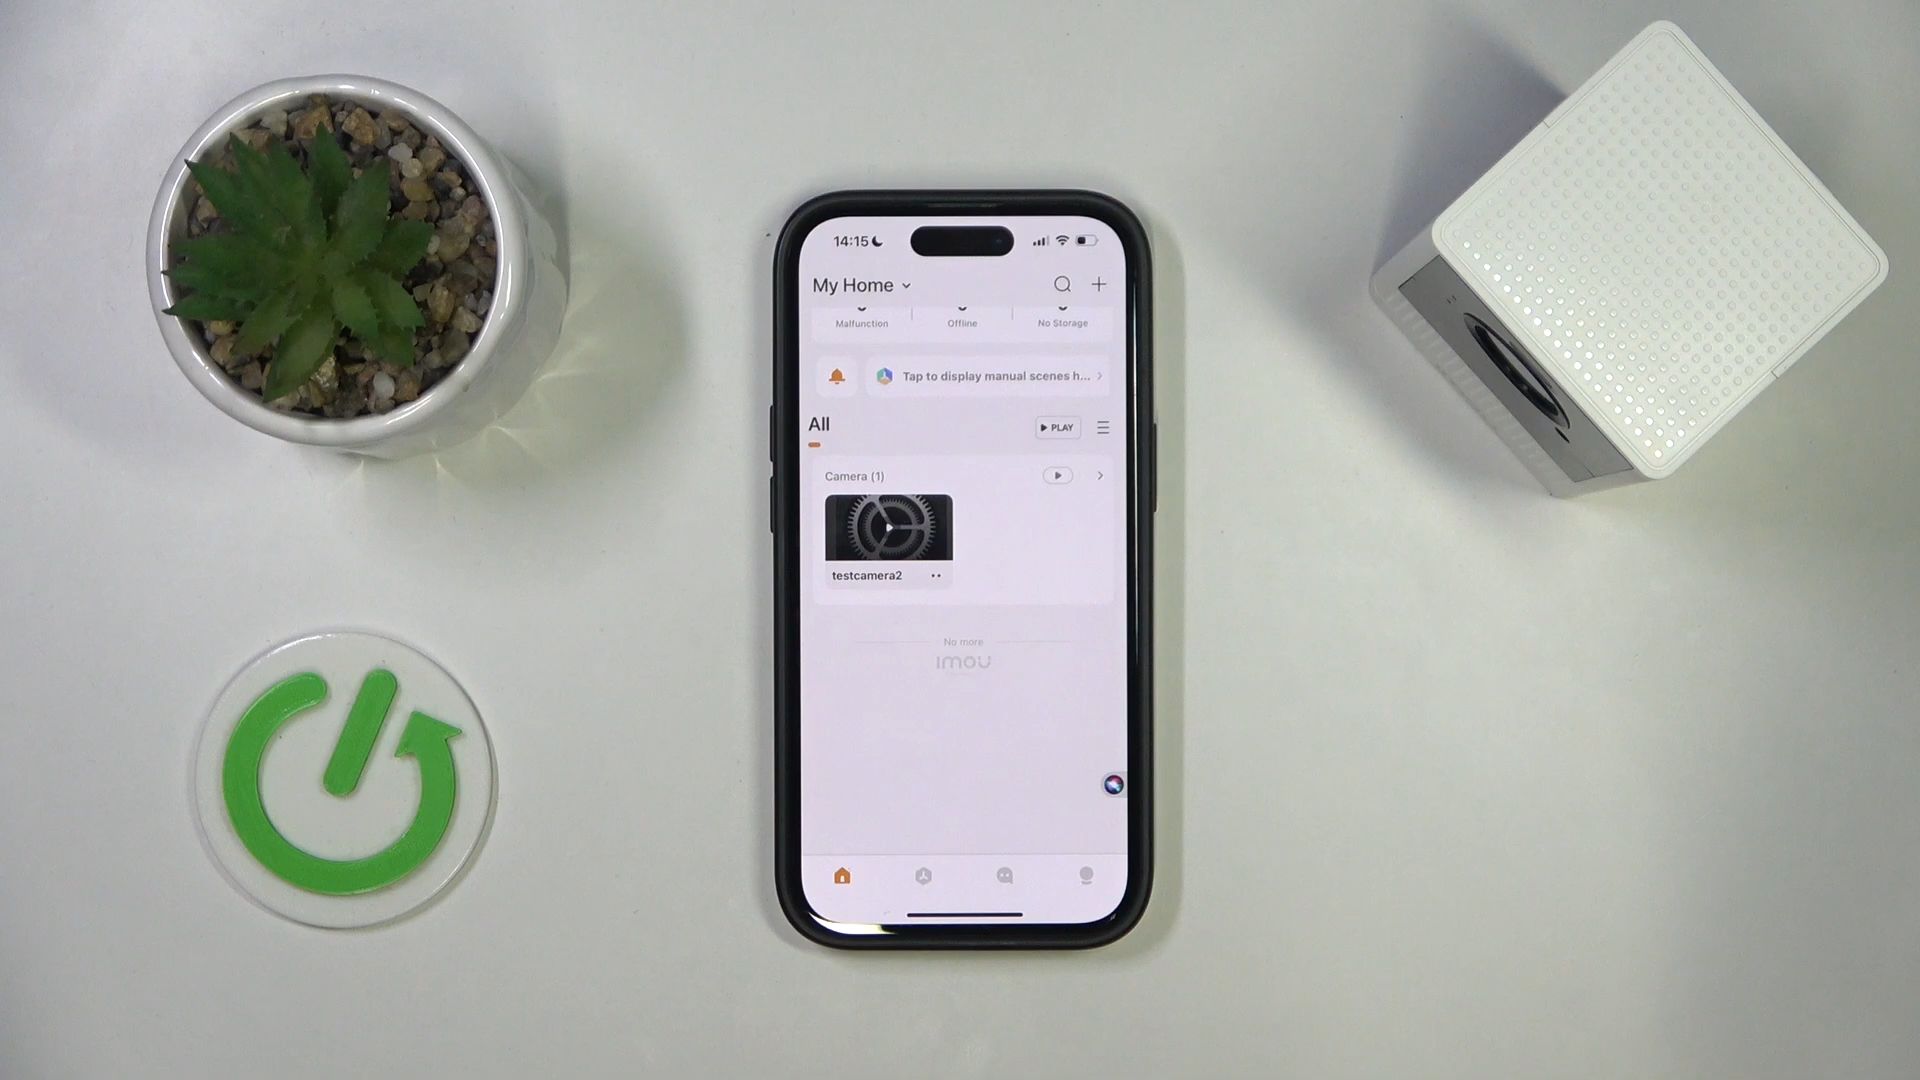 14:15
My Home
Malfunction
Offline
No Storage
Tap to display manual scenes h...
All
PLAY
Camera (1)
testcamera2
No more
imou